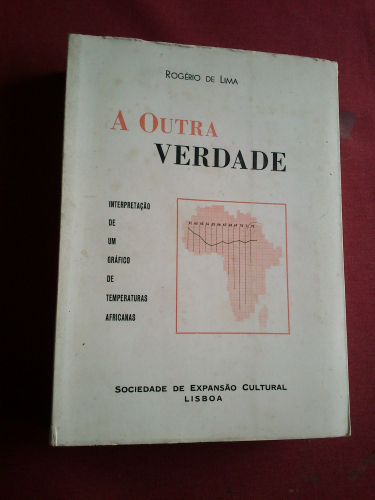 ROGÉRIO DE LIMA
A OUTRA
VERDADE
INTERPRETAÇÃO
DE
UM
GRÁFICO
DE
TEMPERATURAS
AFRICANAS
SOCIEDADE DE EXPANSÃO CULTURAL
LISBOA